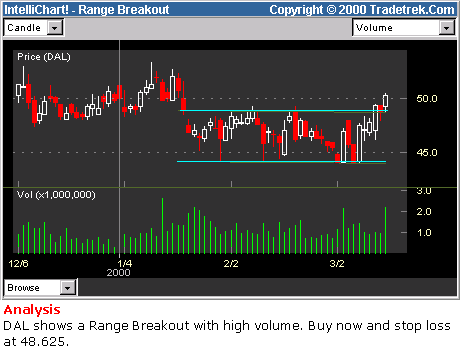 IntelliChart! - Range Breakout Copyright © 2000 Tradetrek.Com
Candle Volume
Price (DAL)
50.0
45.0
Vol (x1,000,000)
3.0
2.0
1.0
12/6 1/4 2/2 3/2
2000
Browse
Analysis
DAL shows a Range Breakout with high volume. Buy now and stop loss
at 48.625.